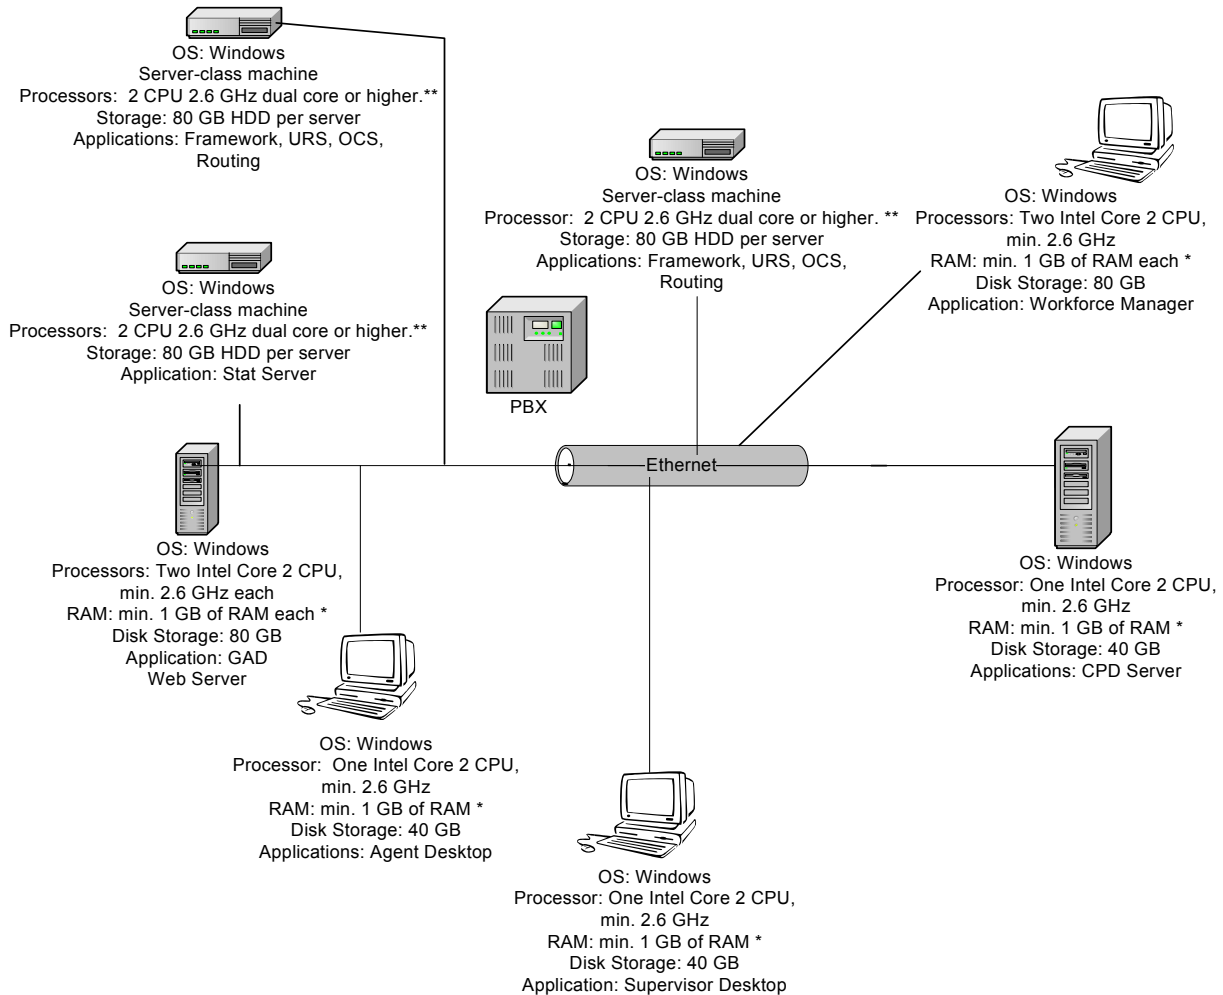 OS: Windows
Server-class machine
Processors:  2 CPU 2.6 GHz dual core or higher.**
Storage: 80 GB HDD per server
Applications: Framework, URS, OCS,
Routing
OS: Windows
Server-class machine
Processor:  2 CPU 2.6 GHz dual core or higher. **
Storage: 80 GB HDD per server
Applications: Framework, URS, OCS,
Routing
OS: Windows
Processors: Two Intel Core 2 CPU,
min. 2.6 GHz
RAM: min. 1 GB of RAM each *
Disk Storage: 80 GB
Application: Workforce Manager
OS: Windows
Server-class machine
Processors:  2 CPU 2.6 GHz dual core or higher.**
Storage: 80 GB HDD per server
Application: Stat Server
PBX
Ethernet
OS: Windows
Processors: Two Intel Core 2 CPU,
min. 2.6 GHz each
RAM: min. 1 GB of RAM each *
Disk Storage: 80 GB
Application: GAD
Web Server
OS: Windows
Processor: One Intel Core 2 CPU,
min. 2.6 GHz
RAM: min. 1 GB of RAM *
Disk Storage: 40 GB
Applications: CPD Server
OS: Windows
Processor:  One Intel Core 2 CPU,
min. 2.6 GHz
RAM: min. 1 GB of RAM *
Disk Storage: 40 GB
Applications: Agent Desktop
OS: Windows
Processor: One Intel Core 2 CPU,
min. 2.6 GHz
RAM: min. 1 GB of RAM *
Disk Storage: 40 GB
Application: Supervisor Desktop